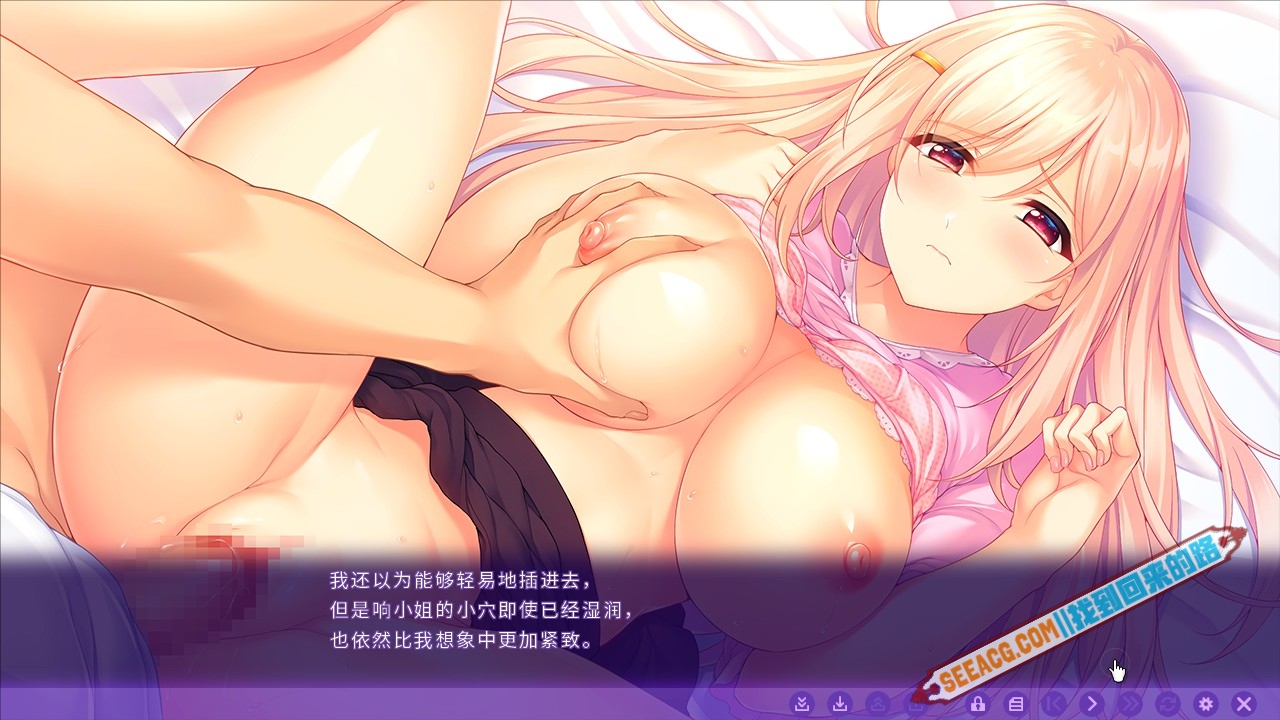 我还以为能够轻易地插进去，
但是响小姐的小穴即使已经湿润，
也依然比我想象中更加紧致。
SEEACG.COM||找到回来的路